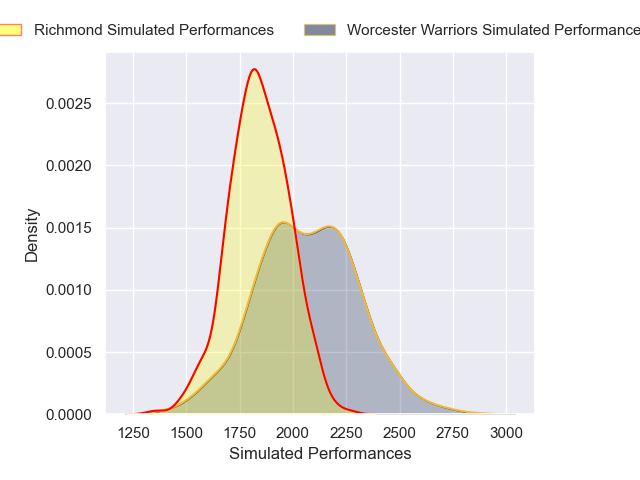 Richmond Simulated Performances
Worcester Warriors Simulated Performance
0.0025
0.0020
0.0015
0.0010
0.0005
0.0000
Density
1250 1500 1750 2000 2250 2500 2750 3000
Simulated Performances